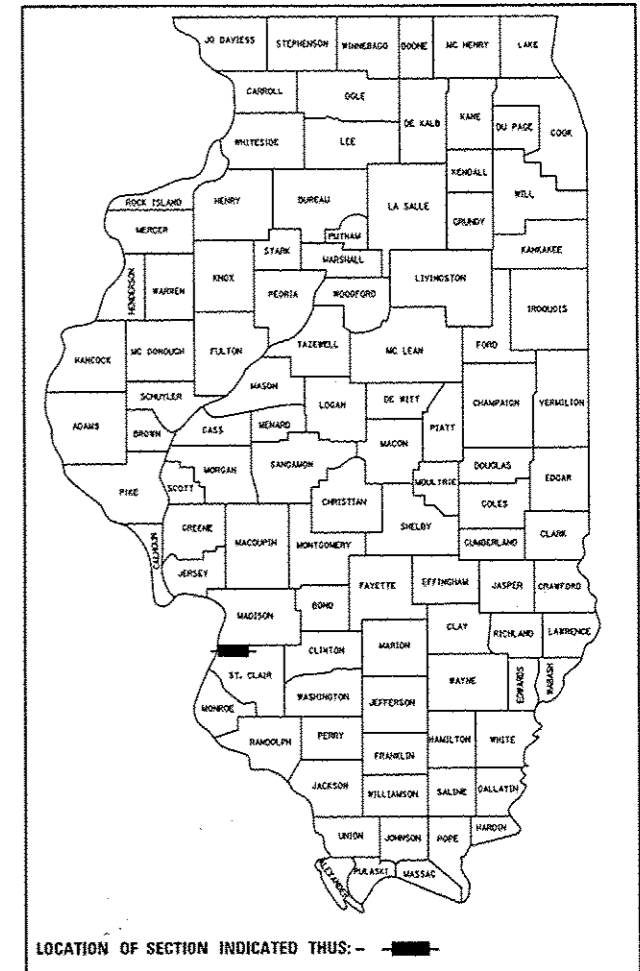 JO DAVIESS STEPHENSON WINNEBAGO BOONE MC HENRY LAKE
CARROLL OGLE DE KALB KANE DU PAGE COOK
WHITESIDE LEE
KENDALL WILL
ROCK ISLAND HENRY BUREAU LA SALLE GRUNDY
MERCER PUTNAM
STARK MARSHALL KANKAKEE
HENDERSON WARREN KNOX PEORIA WOODFORD LIVINGSTON
IROQUOIS
HANCOCK MC DONOUGH FULTON TAZEWELL MC LEAN FORD
SCHUYLER MASON
LOGAN DE WITT CHAMPAIGN VERMILION
ADAMS BROWN CASS MENARD MACON PIATT
MORGAN SANGAMON DOUGLAS
PIKE SCOTT CHRISTIAN MOULTRIE EDGAR
COLES
GREENE MACOUPIN MONTGOMERY SHELBY
CALHOUN CUMBERLAND CLARK
JERSEY
FAYETTE EFFINGHAM JASPER CRAWFORD
MADISON BOND
CLAY RICHLAND LAWRENCE
CLINTON MARION
ST. CLAIR WAYNE EDWARDS WABASH
MONROE WASHINGTON JEFFERSON
RANDOLPH PERRY HAMILTON WHITE
FRANKLIN
JACKSON WILLIAMSON SALINE GALLATIN
UNION JOHNSON POPE HARDIN
ALEXANDER PULASKI MASSAC
LOCATION OF SECTION INDICATED THUS: -